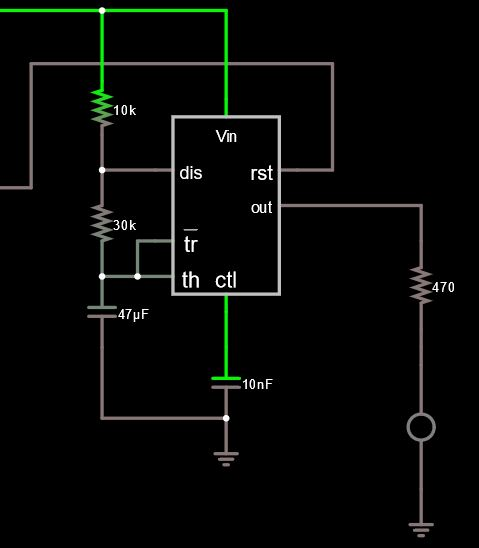 10k
Vin
dis
rst
out
30k
tr
th
ctl
470
47µF
10nF